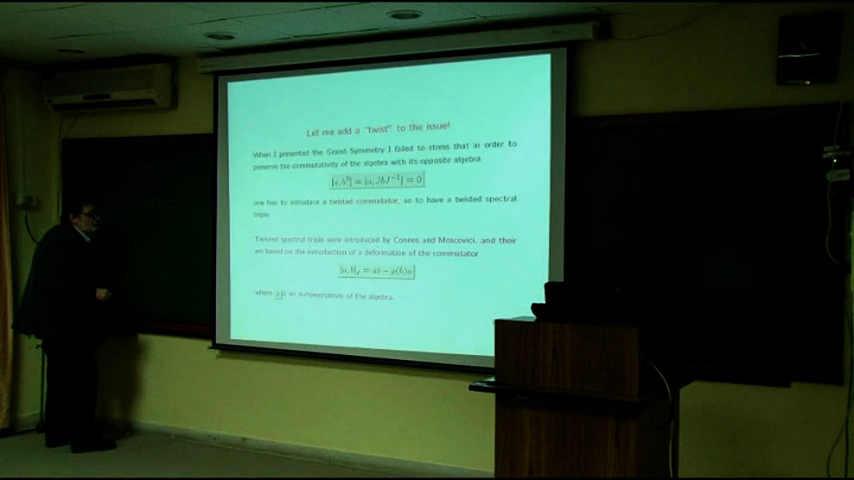 Let me add a "twist" to the issue!
When I presented the Grand Symmetry I failed to stress that in order to
preserve the commutativity of the algebra with its opposite algebra
[a, b⁰] = [a, JbJ⁻¹] = 0
one has to introduce a twisted commutator, so to have a twisted spectral
triple
Twisted spectral triple were introduced by Connes and Moscovici, and their
are based on the introduction of a deformation of the commutator
[a, b]ρ = ab − ρ(b)a
where ρ is an automorphism of the algebra.